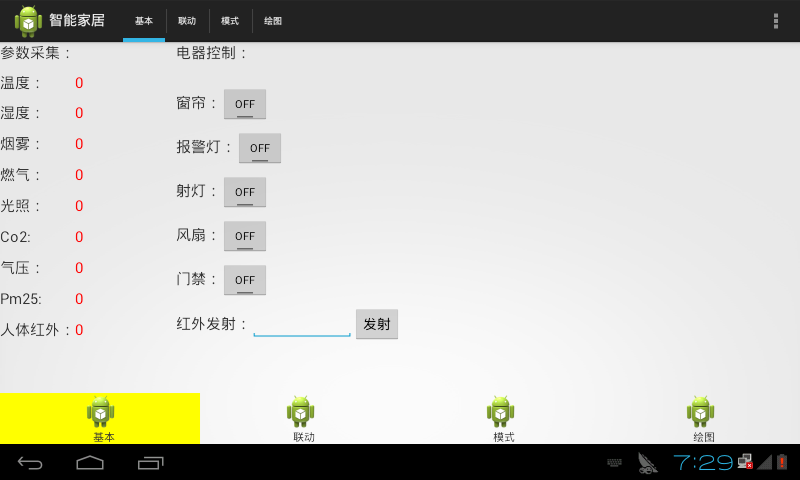 智能家居 基本 联动 模式 绘图
参数采集：
温度： 0
湿度： 0
烟雾： 0
燃气： 0
光照： 0
Co2: 0
气压： 0
Pm25: 0
人体红外：0
电器控制：
窗帘： OFF
报警灯： OFF
射灯： OFF
风扇： OFF
门禁： OFF
红外发射： 发射
基本 联动 模式 绘图
7:29